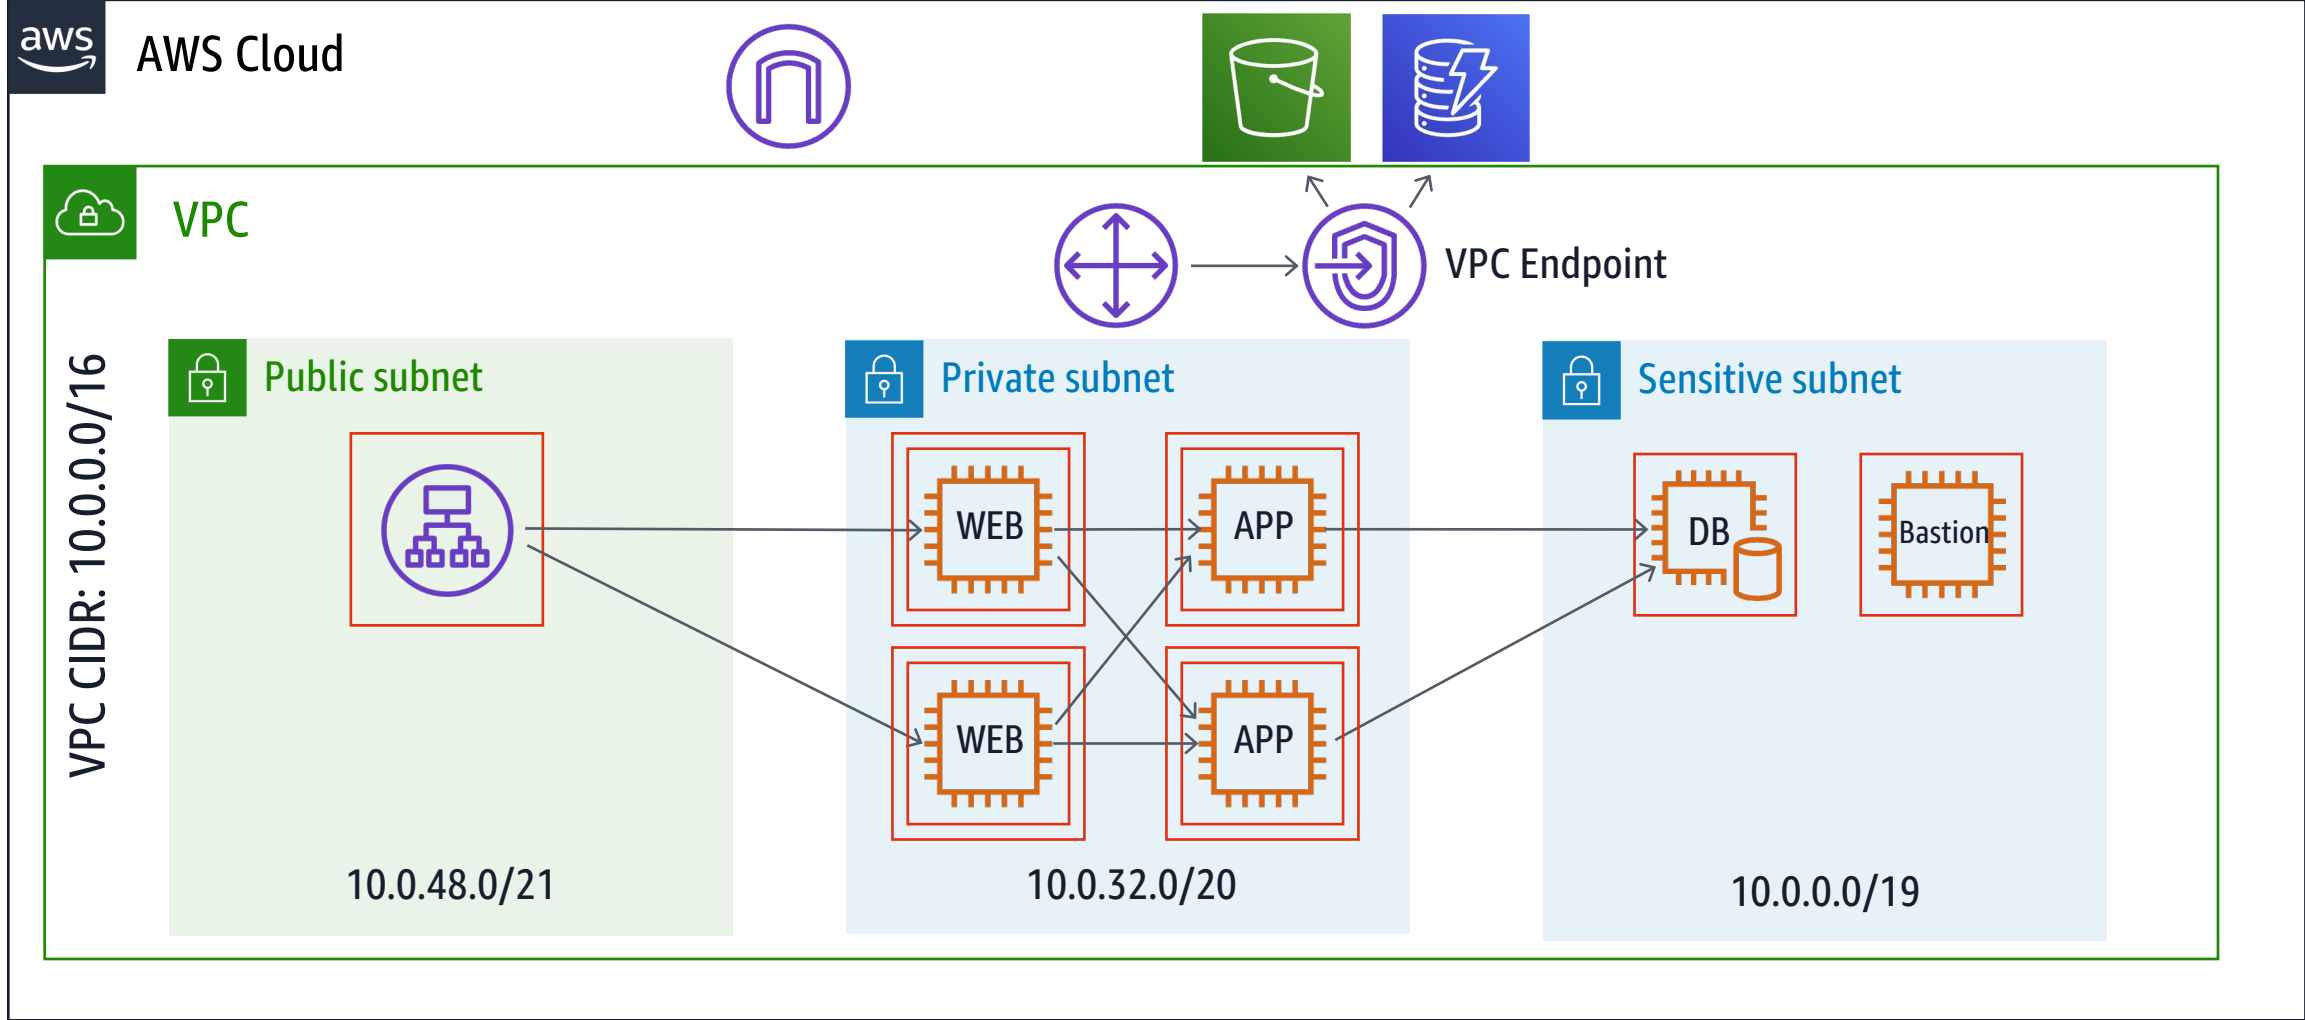 aws
AWS Cloud
VPC
VPC Endpoint
VPC CIDR: 10.0.0.0/16
Public subnet
Private subnet
Sensitive subnet
WEB
APP
DB
Bastion
WEB
APP
10.0.48.0/21
10.0.32.0/20
10.0.0.0/19